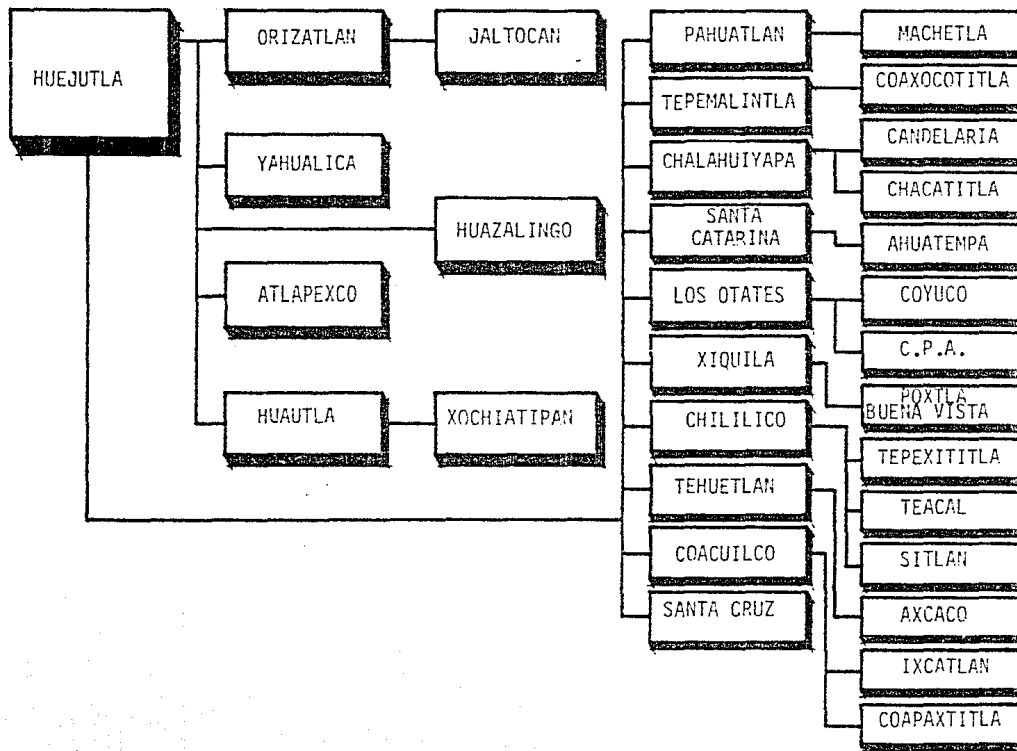 HUEJUTLA
ORIZATLAN
JALTOCAN
YAHUALICA
HUAZALINGO
ATLAPEXCO
HUAUTLA
XOCHIATIPAN
PAHUATLAN
MACHETLA
TEPEMALINTLA
COAXOCOTITLA
CHALAHUIYAPA
CANDELARIA
CHACATITLA
SANTA
CATARINA
AHUATEMPA
LOS OTATES
COYUCO
C.P.A.
XIQUILA
POXTLA
BUENA VISTA
CHILILICO
TEPEXITITLA
TEACAL
SITLAN
TEHUETLAN
AXCACO
COACUILCO
IXCATLAN
COAPAXTITLA
SANTA CRUZ